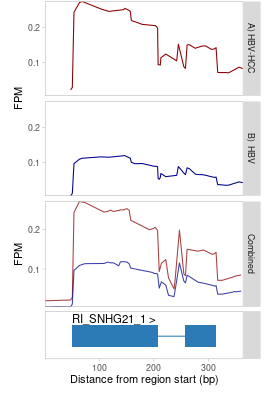 FPM
0.2
0.1
A) HBV-HCC
0.2
0.1
B) HBV
FPM
0.2
0.1
Combined
RI_SNHG21_1 >
100 200 300
Distance from region start (bp)